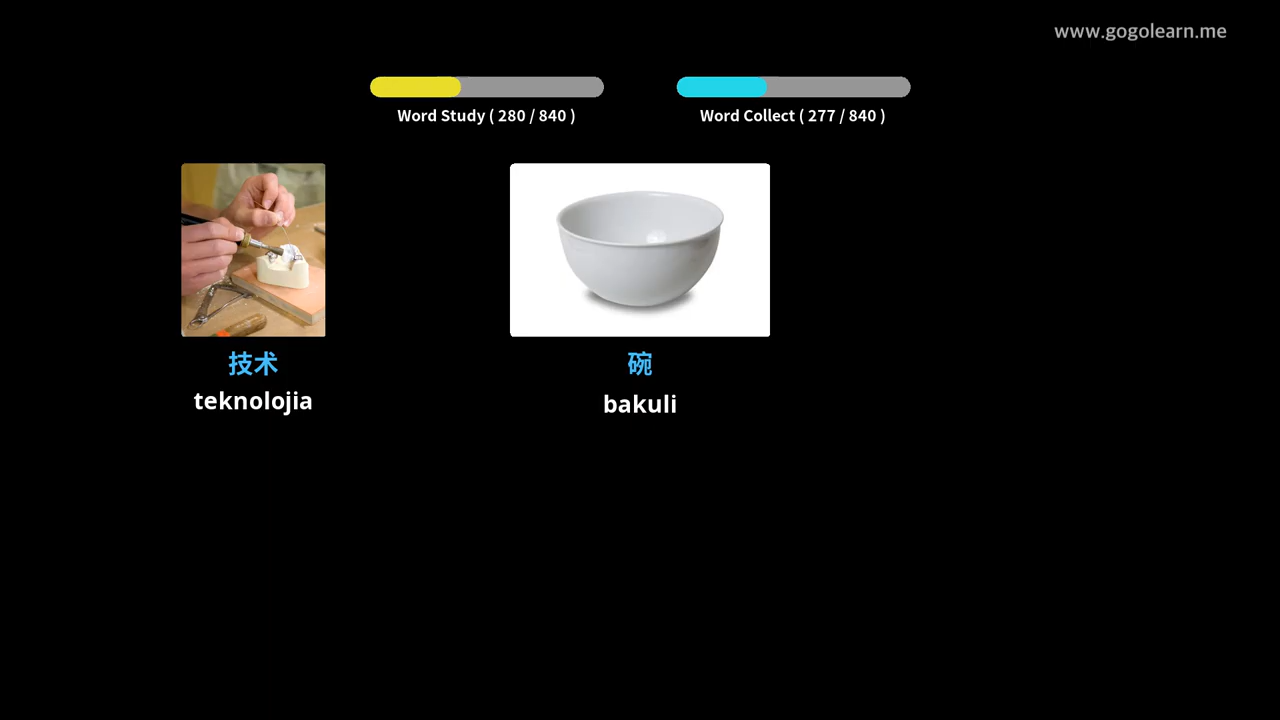 www.gogolearn.me
Word Study ( 280 / 840 )
Word Collect ( 277 / 840 )
技术
teknolojia
碗
bakuli